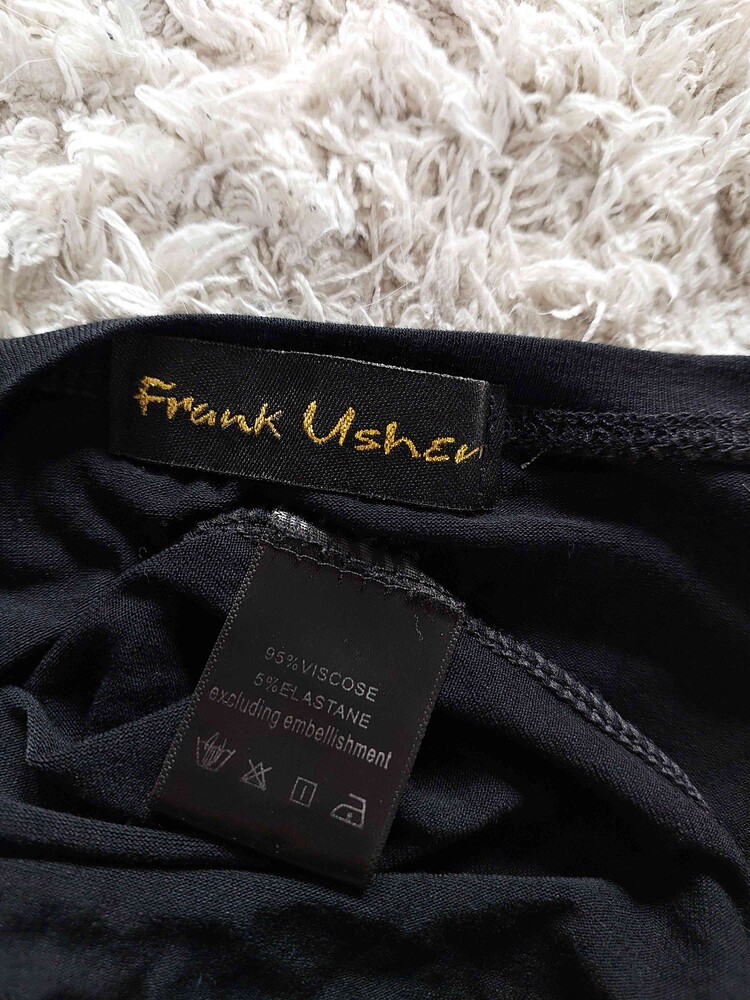 Frank Usher
95%VISCOSE
5%ELASTANE
excluding embellishment